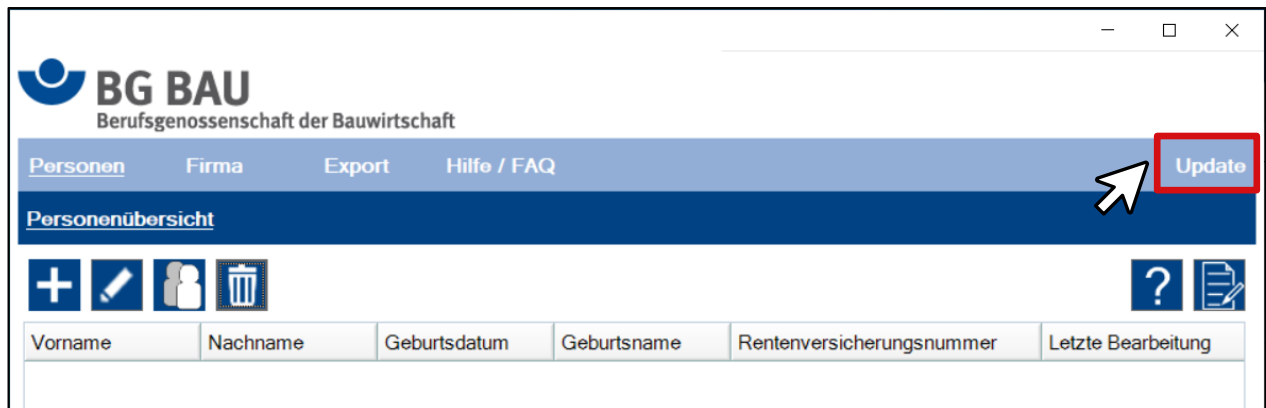 BG BAU
Berufsgenossenschaft der Bauwirtschaft
Personen Firma Export Hilfe / FAQ Update
Personenübersicht
?
Vorname Nachname Geburtsdatum Geburtsname Rentenversicherungsnummer Letzte Bearbeitung